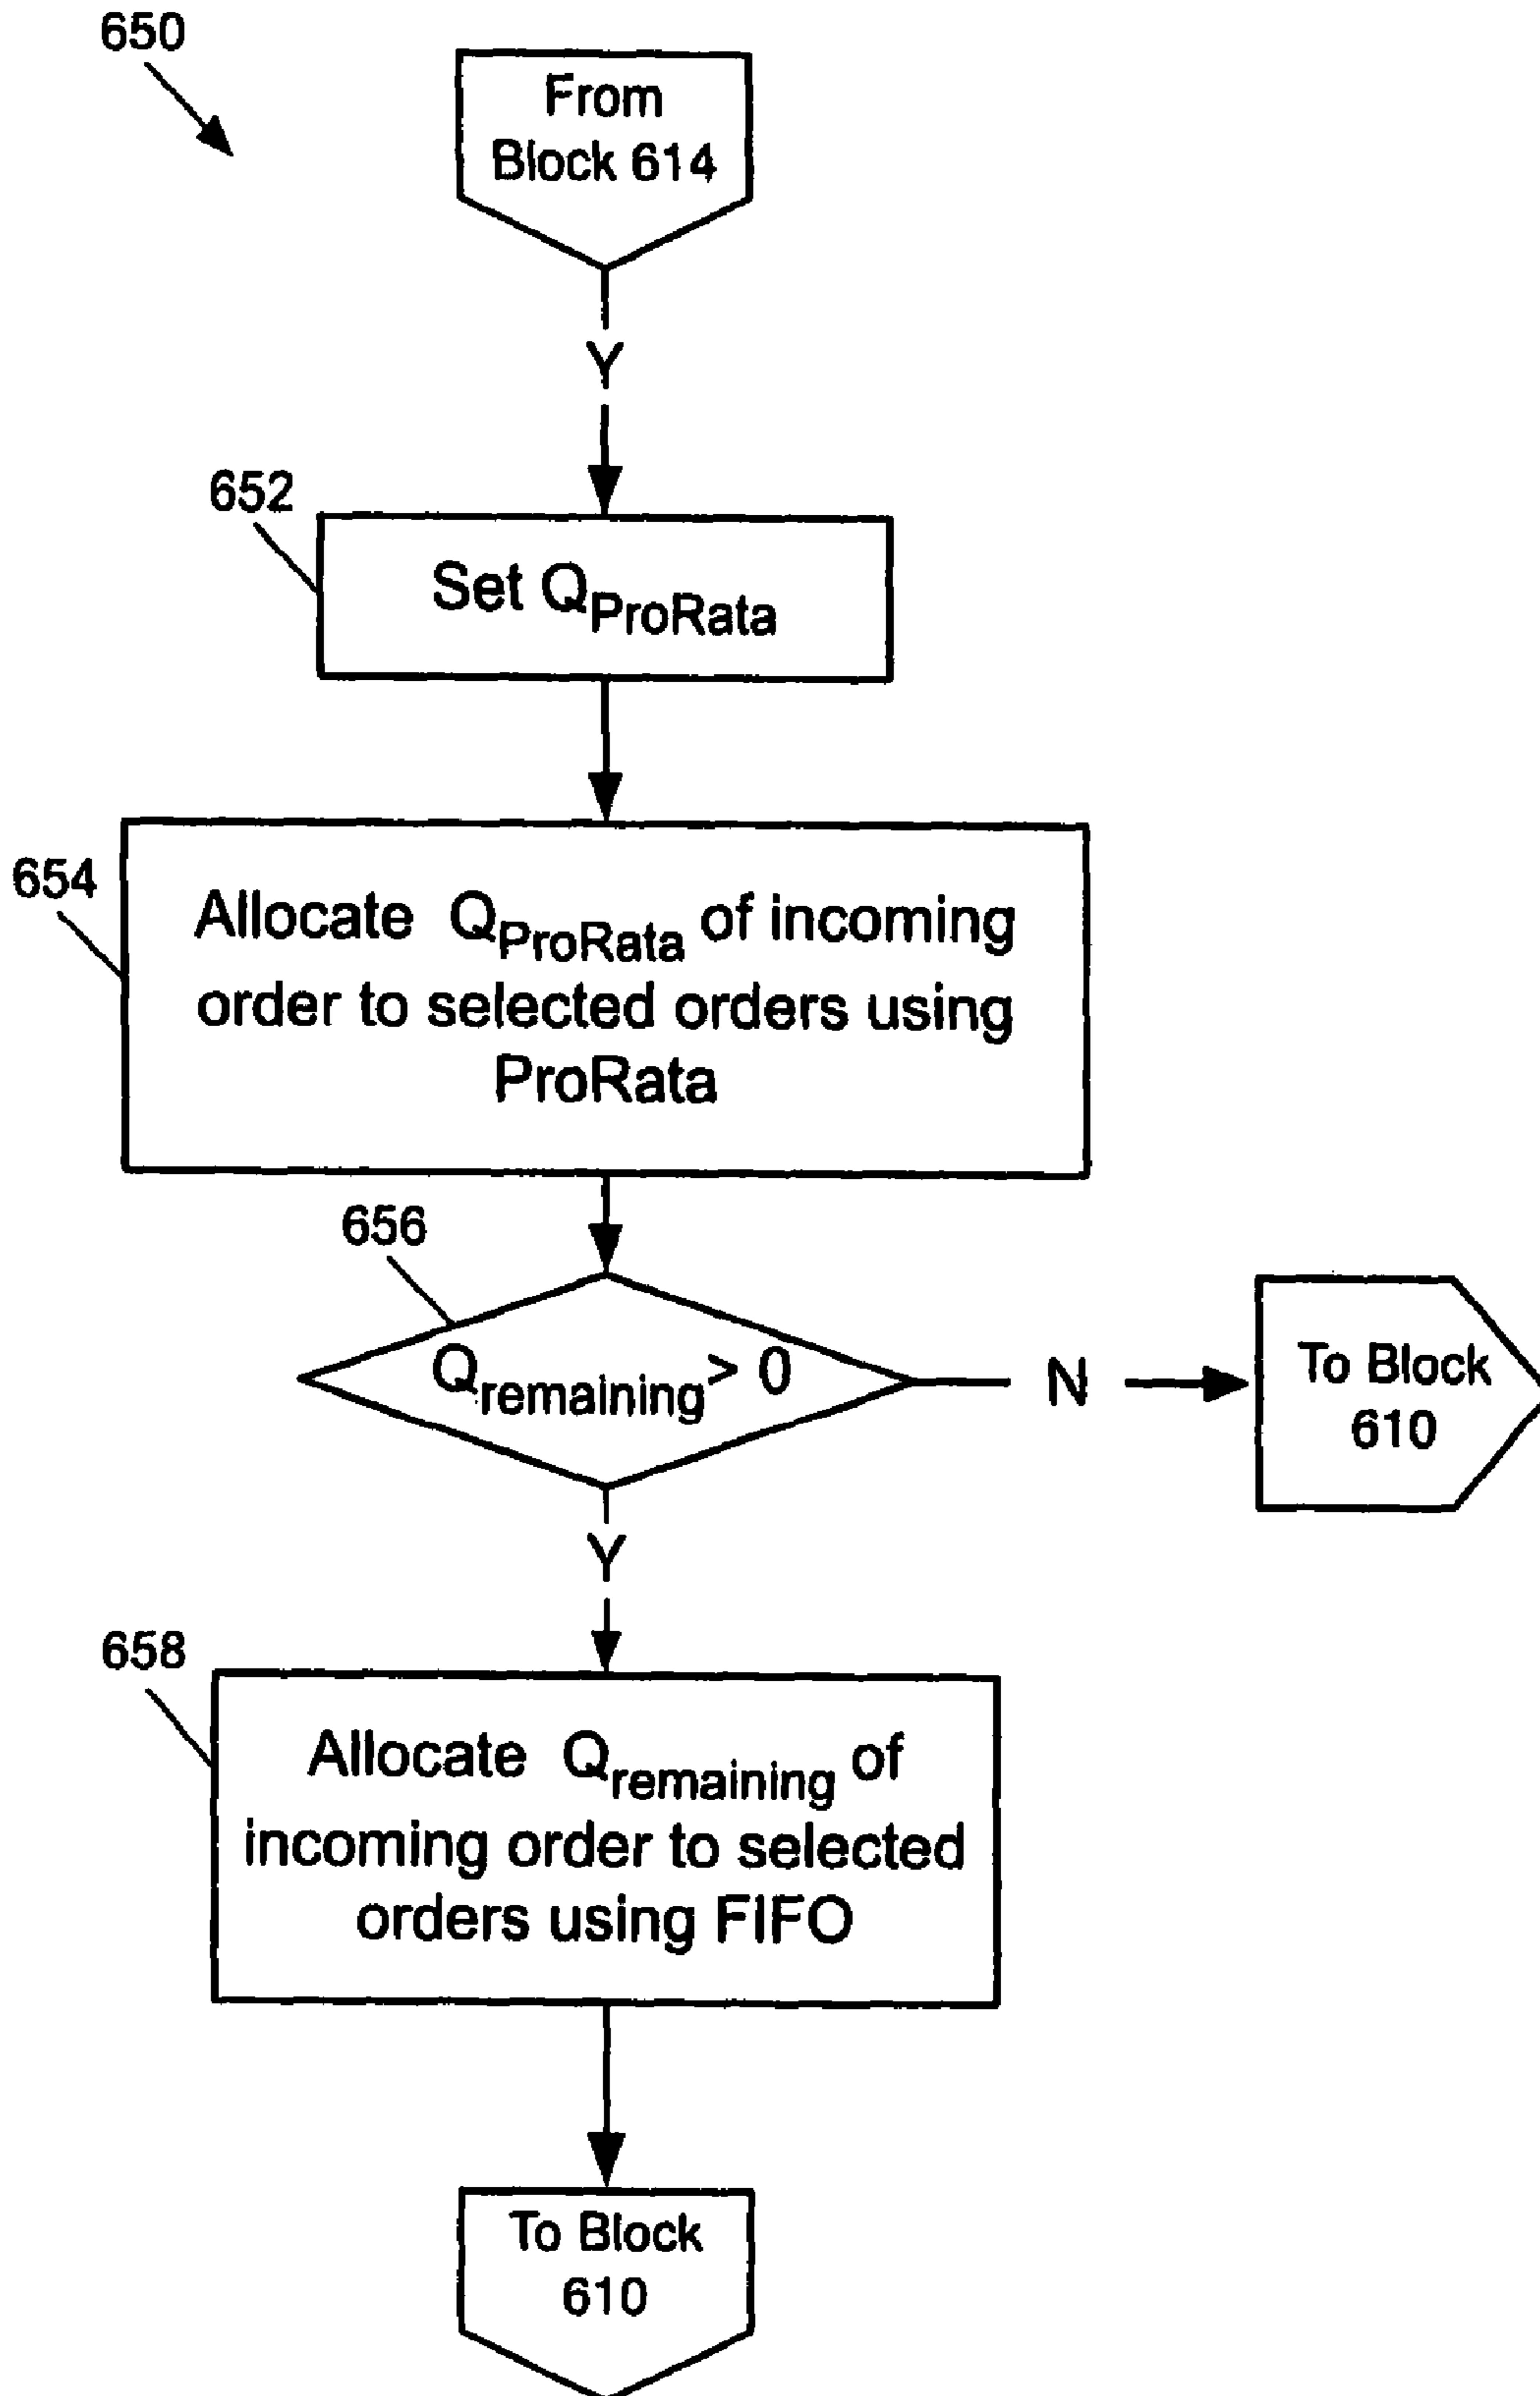 650
From
Block 614
Y
652
Set QProRata
654
Allocate QProRata of incoming
order to selected orders using
ProRata
656
Qremaining > 0
N
To Block
610
Y
658
Allocate Qremaining of
incoming order to selected
orders using FIFO
To Block
610